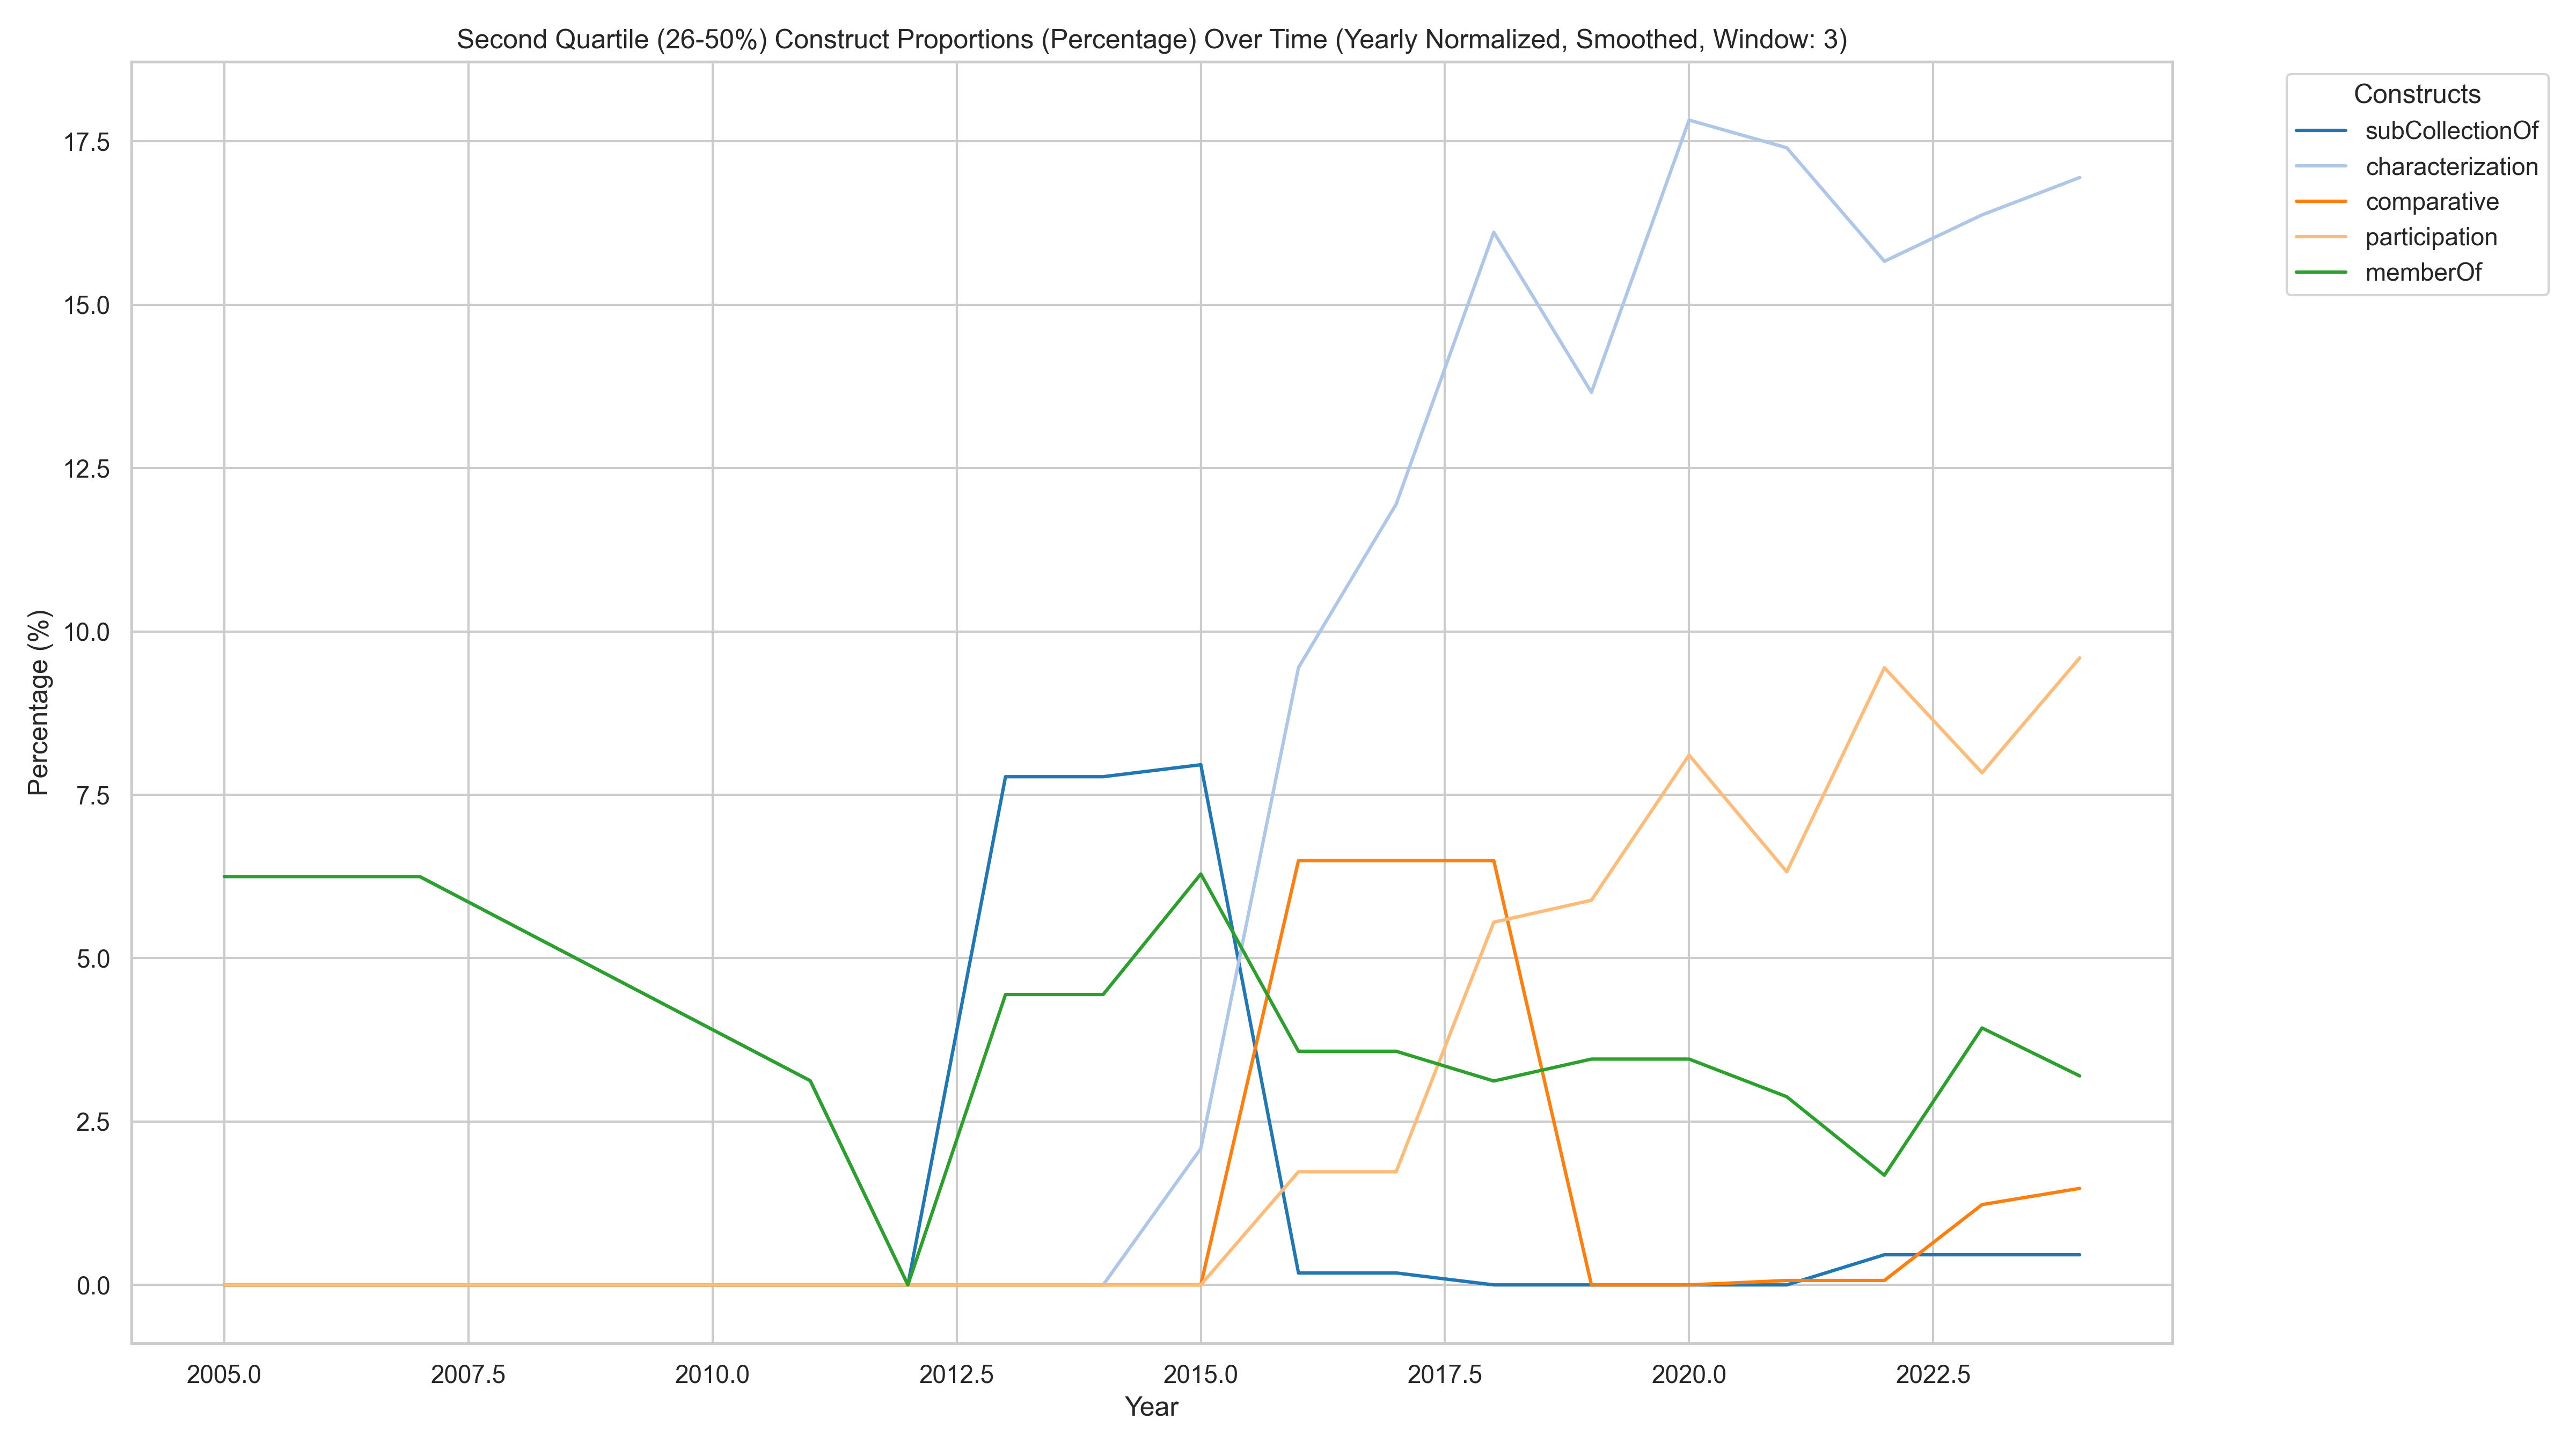 Second Quartile (26-50%) Construct Proportions (Percentage) Over Time (Yearly Normalized, Smoothed, Window: 3)
Constructs
subCollectionOf
characterization
comparative
participation
memberOf
Percentage (%)
17.5
15.0
12.5
10.0
7.5
5.0
2.5
0.0
2005.0 2007.5 2010.0 2012.5 2015.0 2017.5 2020.0 2022.5
Year